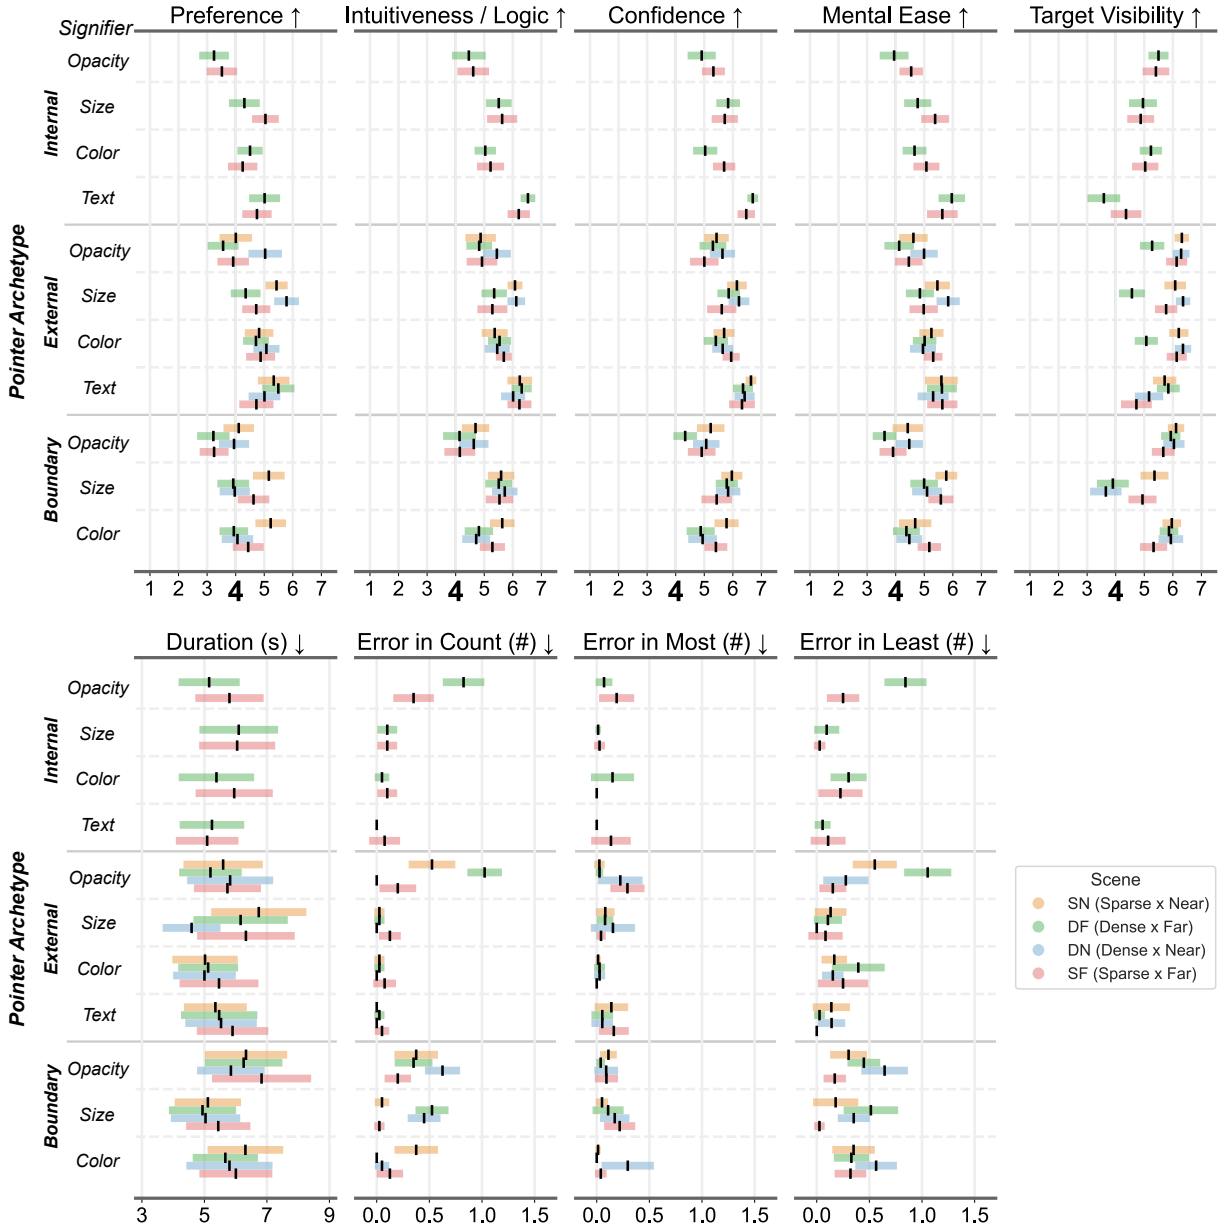 Signifier
Preference ↑
Intuitiveness / Logic ↑
Confidence ↑
Mental Ease ↑
Target Visibility ↑
Pointer Archetype
Internal
Opacity
Size
Color
Text
External
Opacity
Size
Color
Text
Boundary
Opacity
Size
Color
1 2 3 4 5 6 7
1 2 3 4 5 6 7
1 2 3 4 5 6 7
1 2 3 4 5 6 7
1 2 3 4 5 6 7
Duration (s) ↓
Error in Count (#) ↓
Error in Most (#) ↓
Error in Least (#) ↓
Pointer Archetype
Internal
Opacity
Size
Color
Text
External
Opacity
Size
Color
Text
Boundary
Opacity
Size
Color
3 5 7 9
0.0 0.5 1.0 1.5
0.0 0.5 1.0 1.5
0.0 0.5 1.0 1.5
Scene
SN (Sparse x Near)
DF (Dense x Far)
DN (Dense x Near)
SF (Sparse x Far)